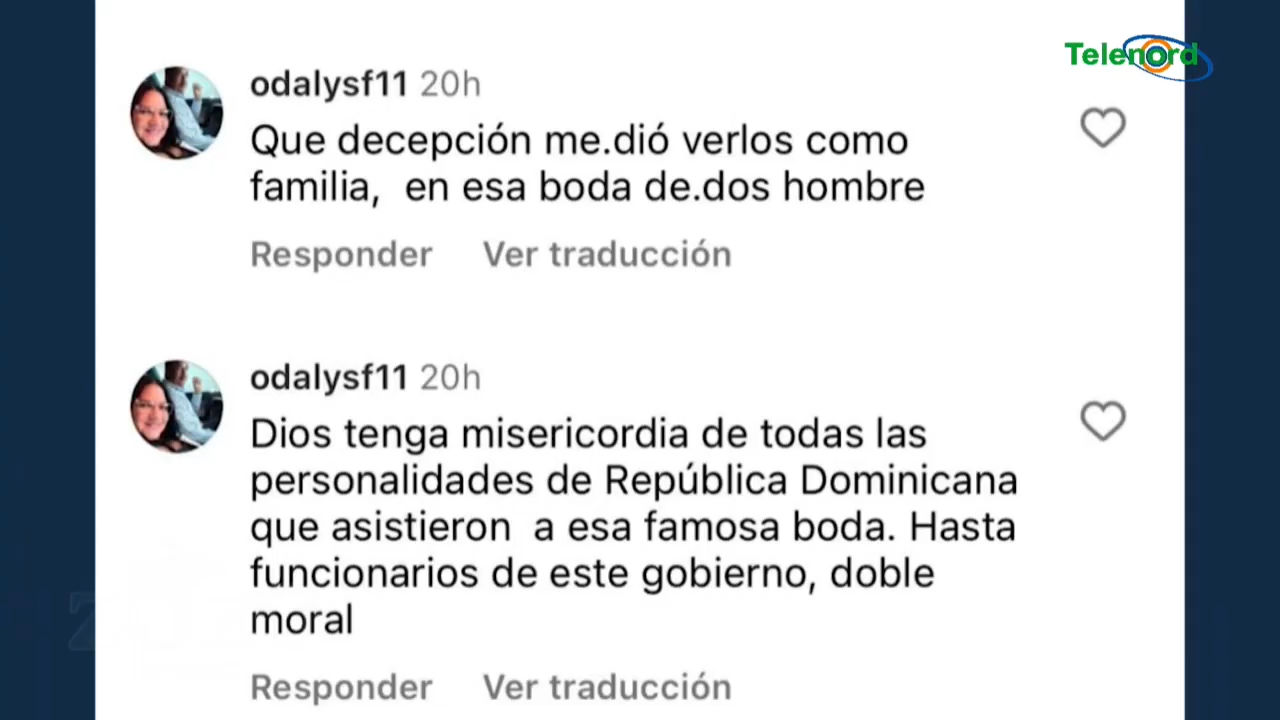 Telenord
odalysf11 20h
Que decepción me.dió verlos como
familia, en esa boda de.dos hombre
Responder Ver traducción
odalysf11 20h
Dios tenga misericordia de todas las
personalidades de República Dominicana
que asistieron a esa famosa boda. Hasta
funcionarios de este gobierno, doble
moral
Responder Ver traducción